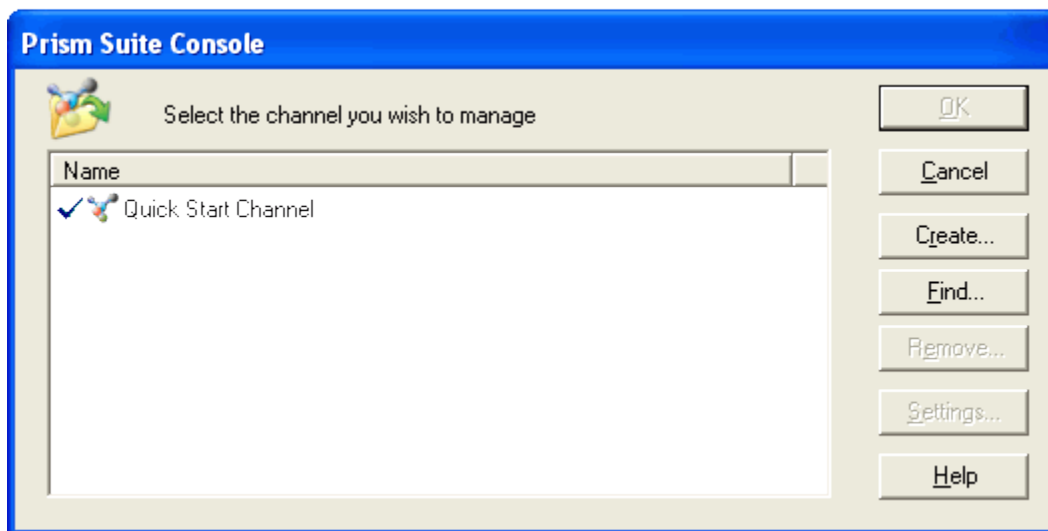 Prism Suite Console
Select the channel you wish to manage
Name
Quick Start Channel
OK
Cancel
Create...
Find...
Remove...
Settings...
Help